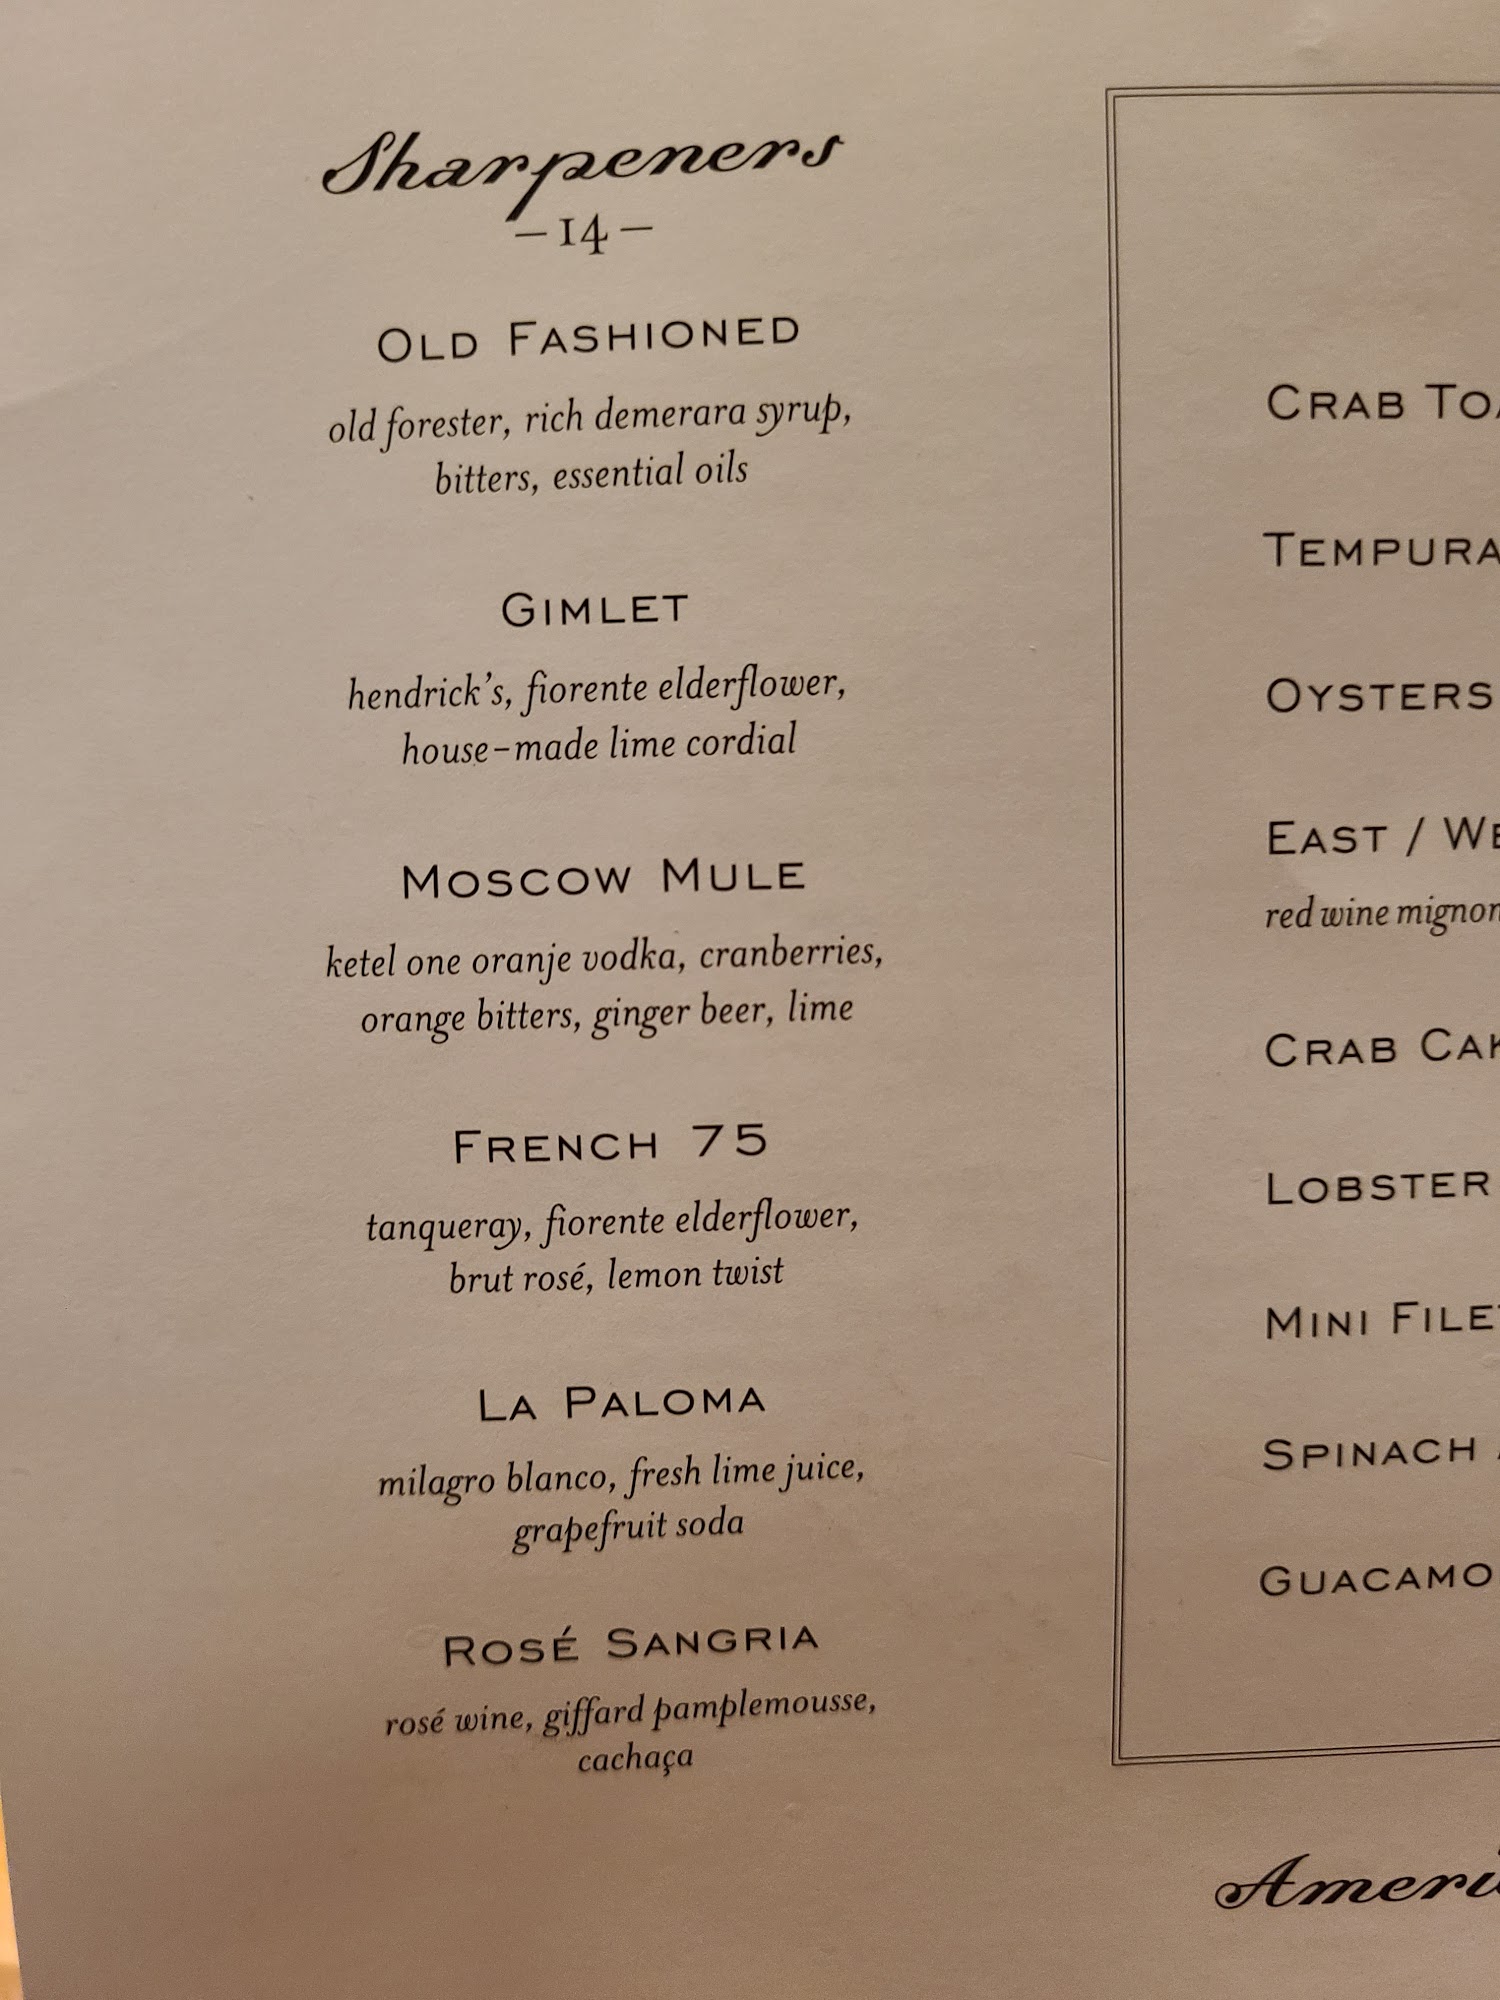 Sharpeners
–14–
OLD FASHIONED
old forester, rich demerara syrup,
bitters, essential oils
GIMLET
hendrick's, fiorente elderflower,
house-made lime cordial
MOSCOW MULE
ketel one oranje vodka, cranberries,
orange bitters, ginger beer, lime
FRENCH 75
tanqueray, fiorente elderflower,
brut rosé, lemon twist
LA PALOMA
milagro blanco, fresh lime juice,
grapefruit soda
ROSÉ SANGRIA
rosé wine, giffard pamplemousse,
cachaça
CRAB
TEMPURA
OYSTERS
EAST /
red wine
CRAB
LOBSTER
MINI
SPINACH